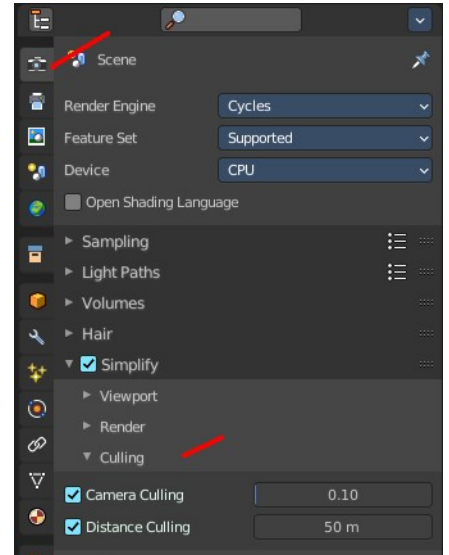 Scene
Render Engine Cycles
Feature Set Supported
Device CPU
Open Shading Language
Sampling
Light Paths
Volumes
Hair
Simplify
Viewport
Render
Culling
Camera Culling 0.10
Distance Culling 50 m